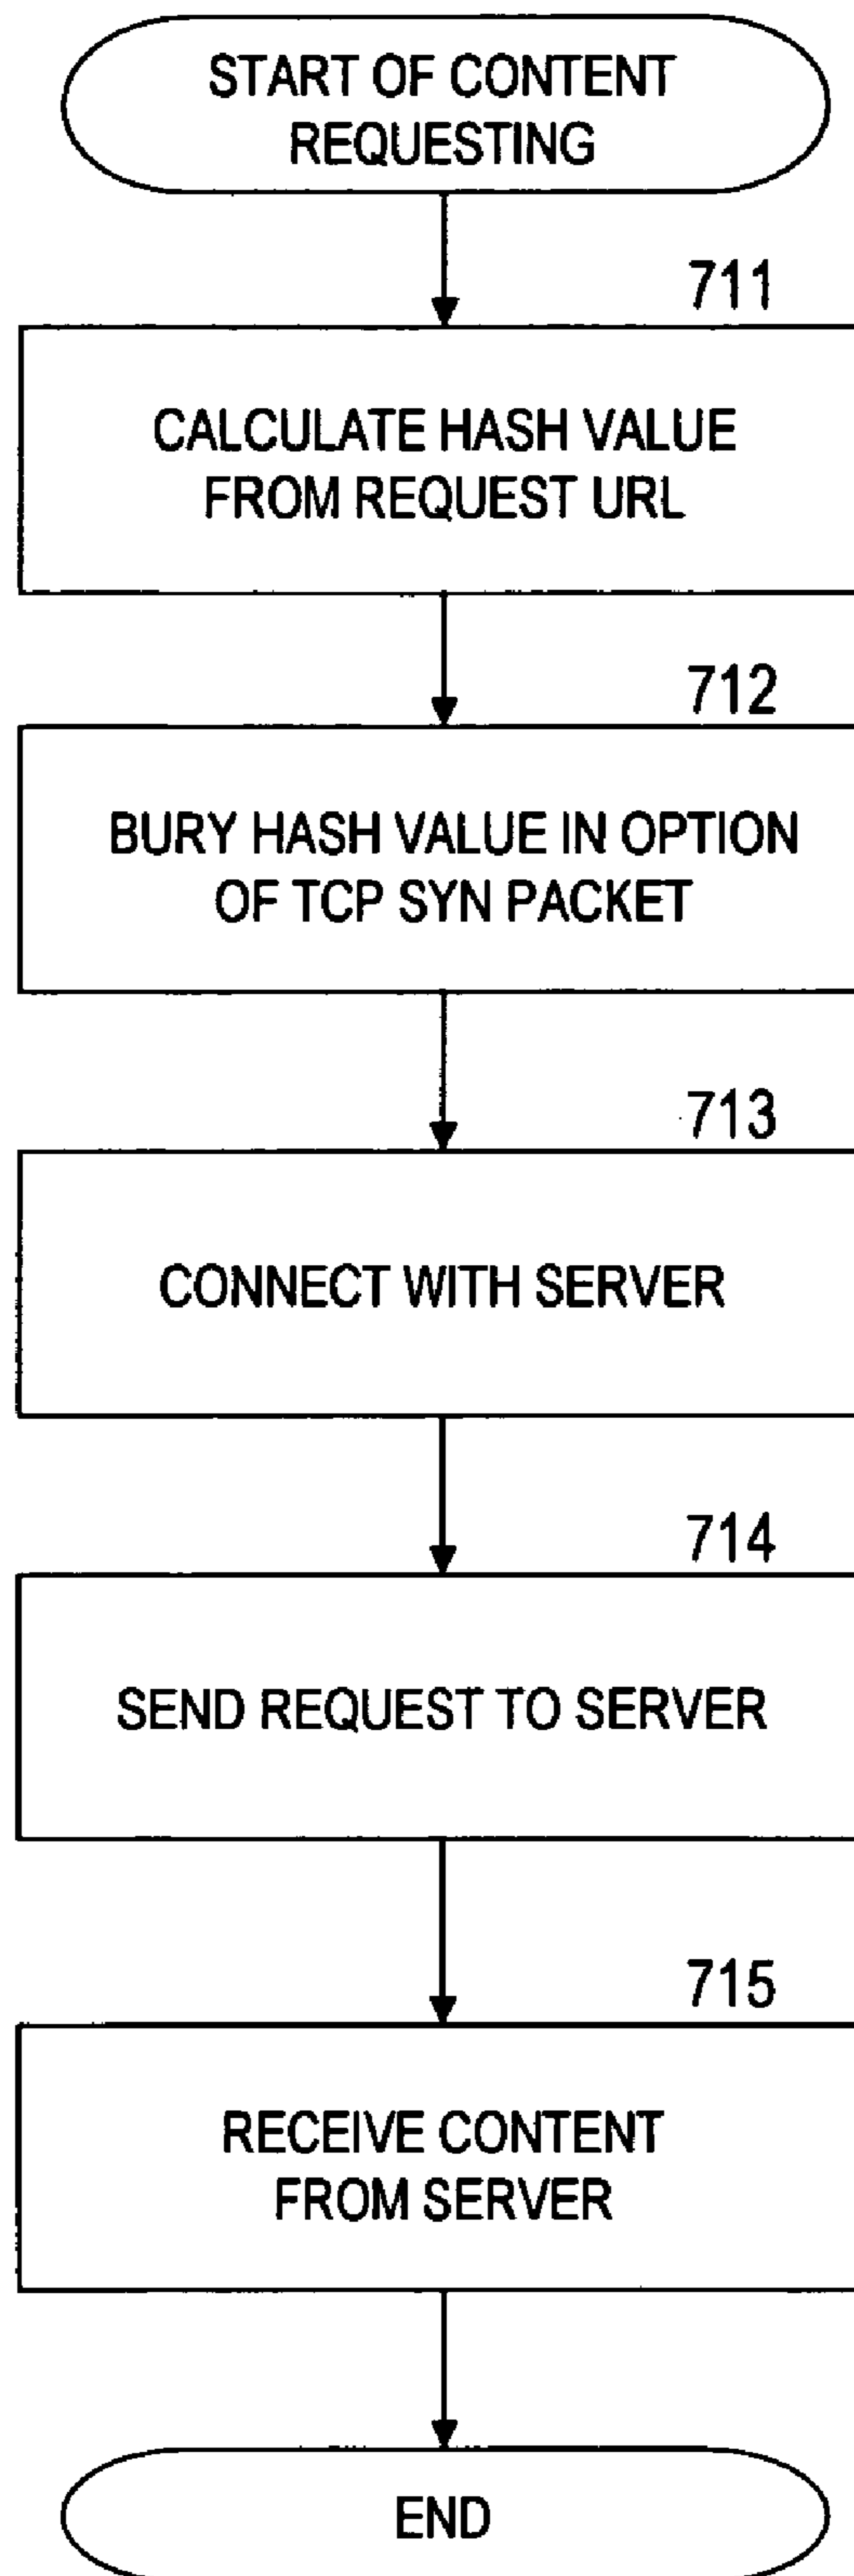 START OF CONTENT
REQUESTING
711
CALCULATE HASH VALUE
FROM REQUEST URL
712
BURY HASH VALUE IN OPTION
OF TCP SYN PACKET
713
CONNECT WITH SERVER
714
SEND REQUEST TO SERVER
715
RECEIVE CONTENT
FROM SERVER
END